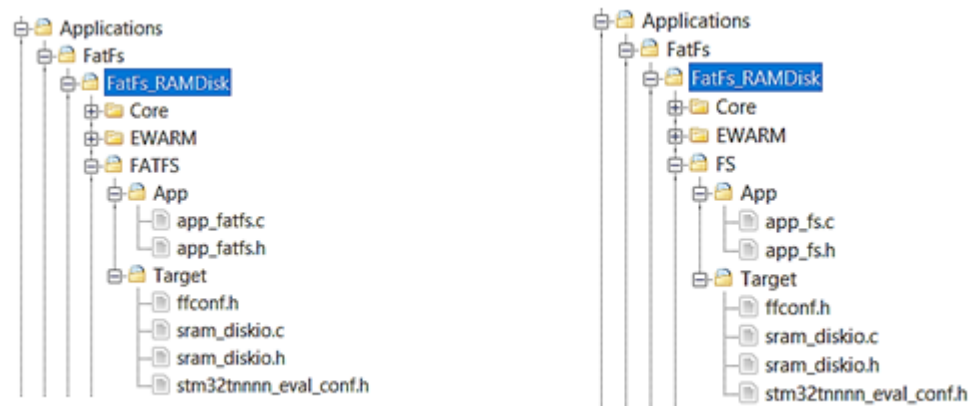 Applications
FatFs
FatFs_RAMDisk
Core
EWARM
FATFS
App
app_fatfs.c
app_fatfs.h
Target
ffconf.h
sram_diskio.c
sram_diskio.h
stm32tnnnn_eval_conf.h
Applications
FatFs
FatFs_RAMDisk
Core
EWARM
FS
App
app_fs.c
app_fs.h
Target
ffconf.h
sram_diskio.c
sram_diskio.h
stm32tnnnn_eval_conf.h